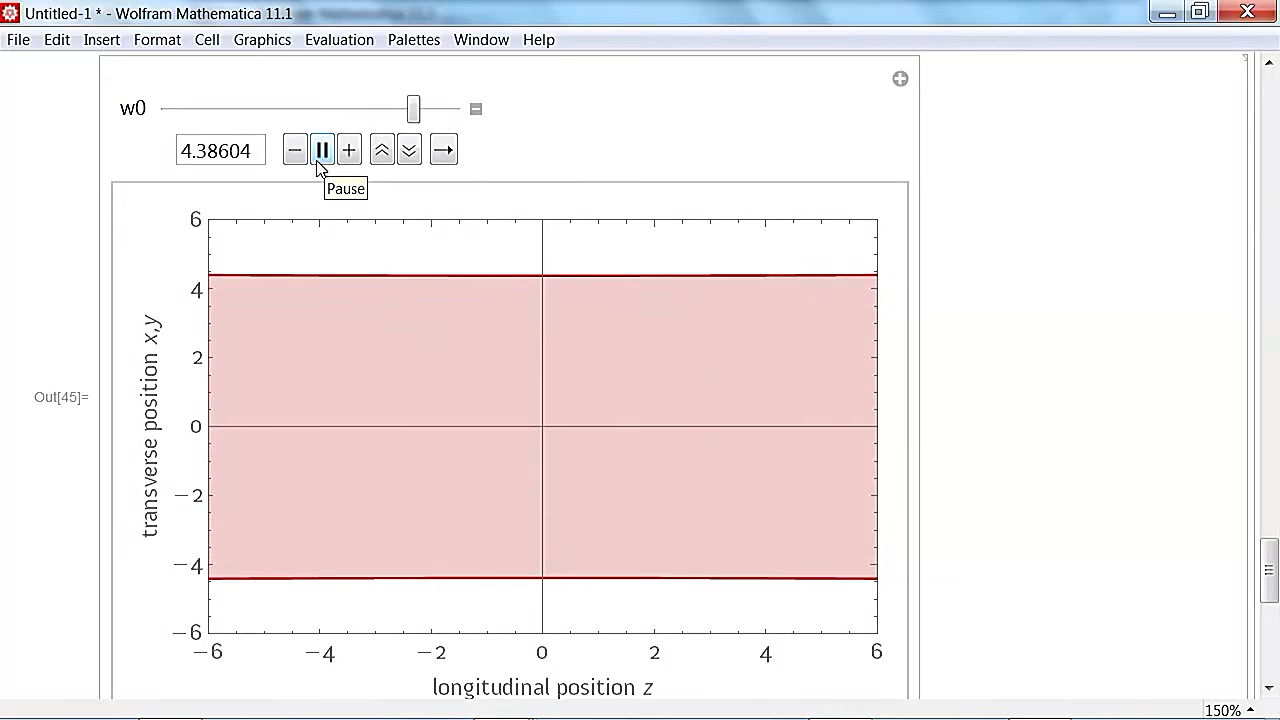 Untitled-1 * - Wolfram Mathematica 11.1
File Edit Insert Format Cell Graphics Evaluation Palettes Window Help
w0
4.38604
Pause
6
4
2
0
−2
−4
−6
transverse position x,y
Out[45]=
−6 −4 −2 0 2 4 6
longitudinal position z
150%